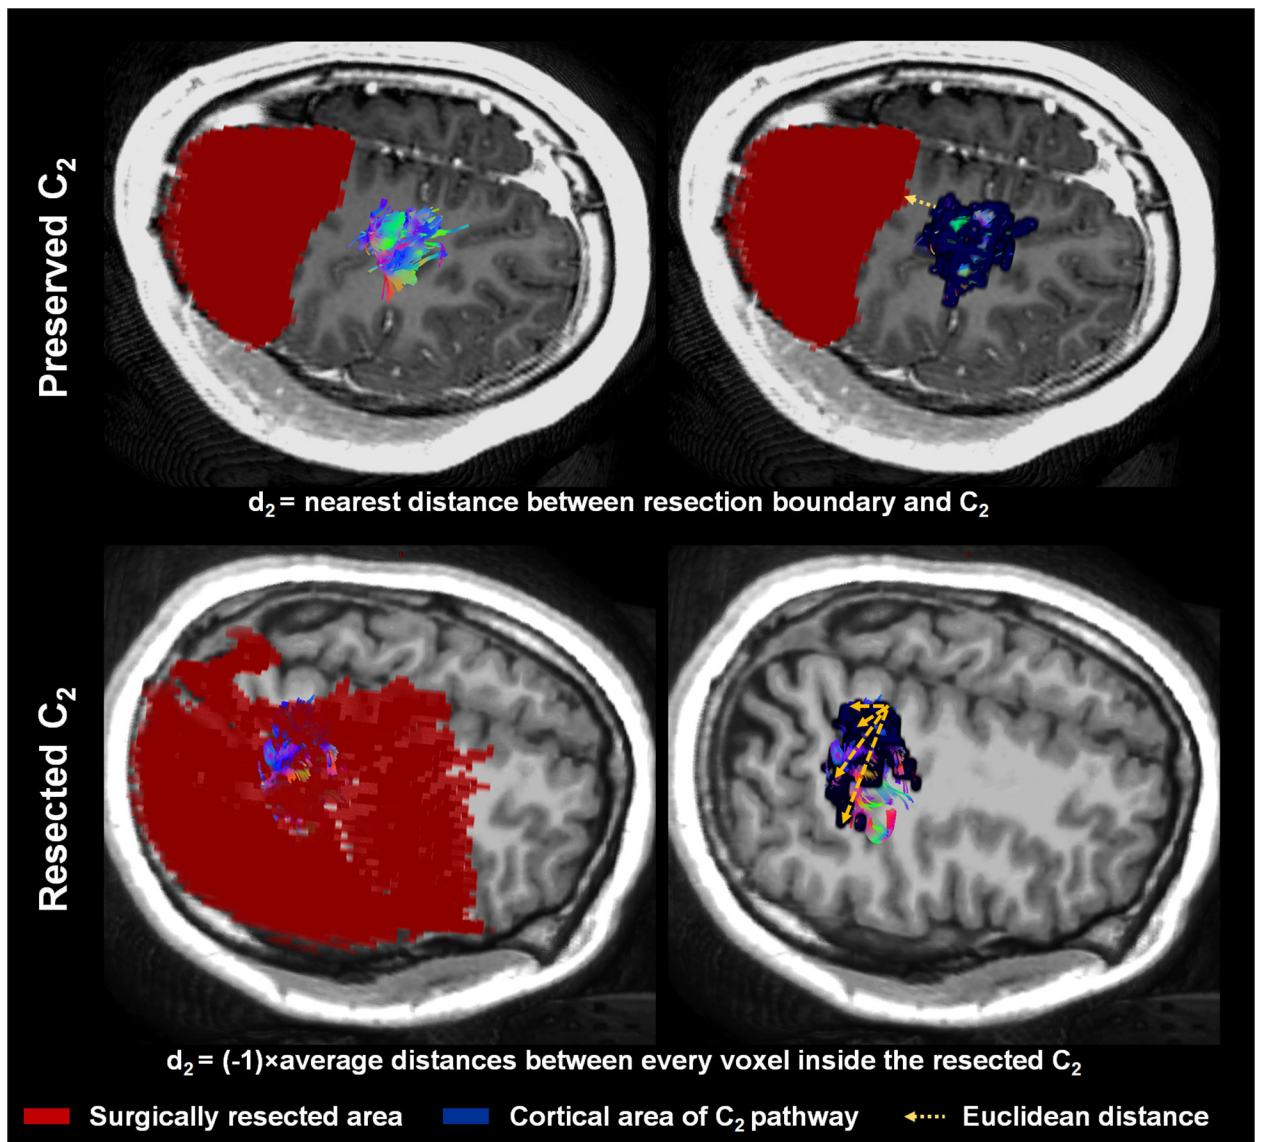 Preserved C₂
d₂ = nearest distance between resection boundary and C₂
Resected C₂
d₂ = (-1)×average distances between every voxel inside the resected C₂
Surgically resected area Cortical area of C₂ pathway Euclidean distance